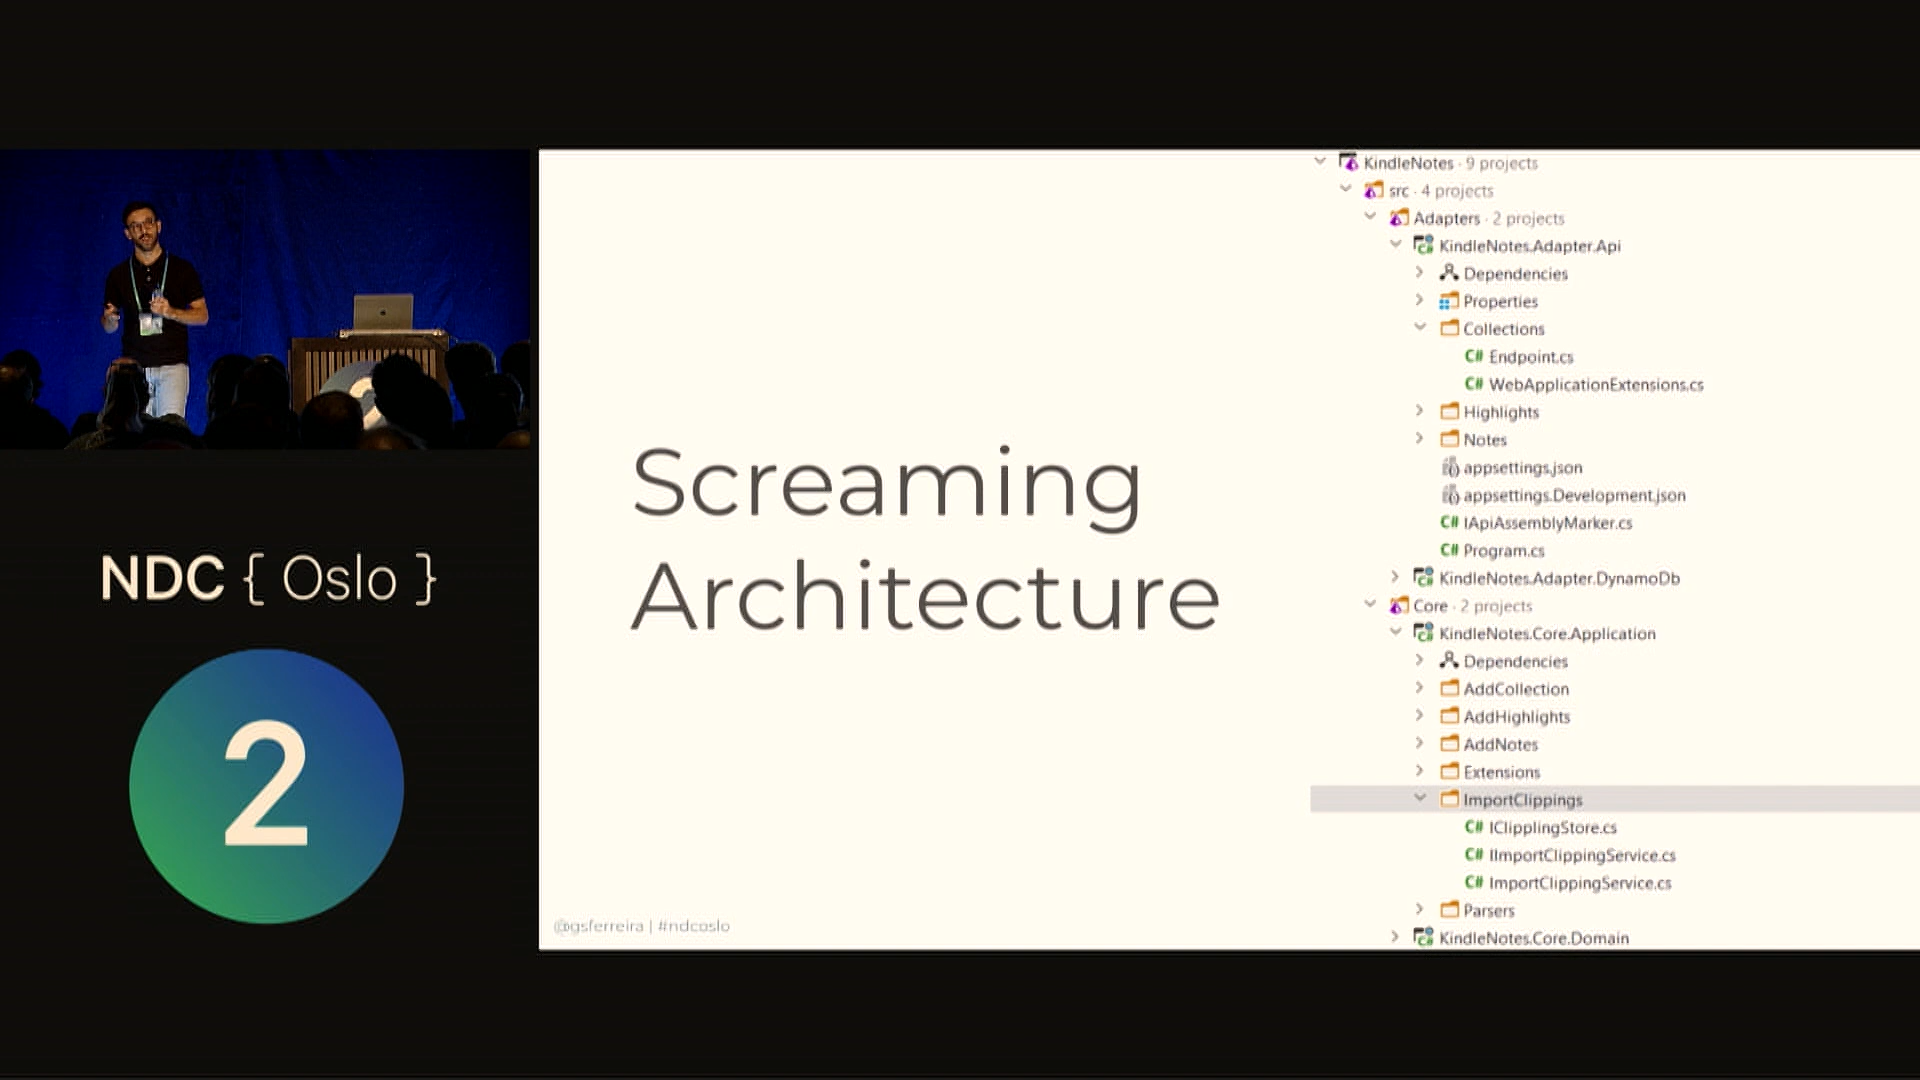 NDC { Oslo }
2
Screaming
Architecture
@gsferreira | #ndcoslo
KindleNotes · 9 projects
src · 4 projects
Adapters · 2 projects
KindleNotes.Adapter.Api
Dependencies
Properties
Collections
C# Endpoint.cs
C# WebApplicationExtensions.cs
Highlights
Notes
appsettings.json
appsettings.Development.json
C# IApiAssemblyMarker.cs
C# Program.cs
KindleNotes.Adapter.DynamoDb
Core · 2 projects
KindleNotes.Core.Application
Dependencies
AddCollection
AddHighlights
AddNotes
Extensions
ImportClippings
C# IClipplingStore.cs
C# IImportClippingService.cs
C# ImportClippingService.cs
Parsers
KindleNotes.Core.Domain